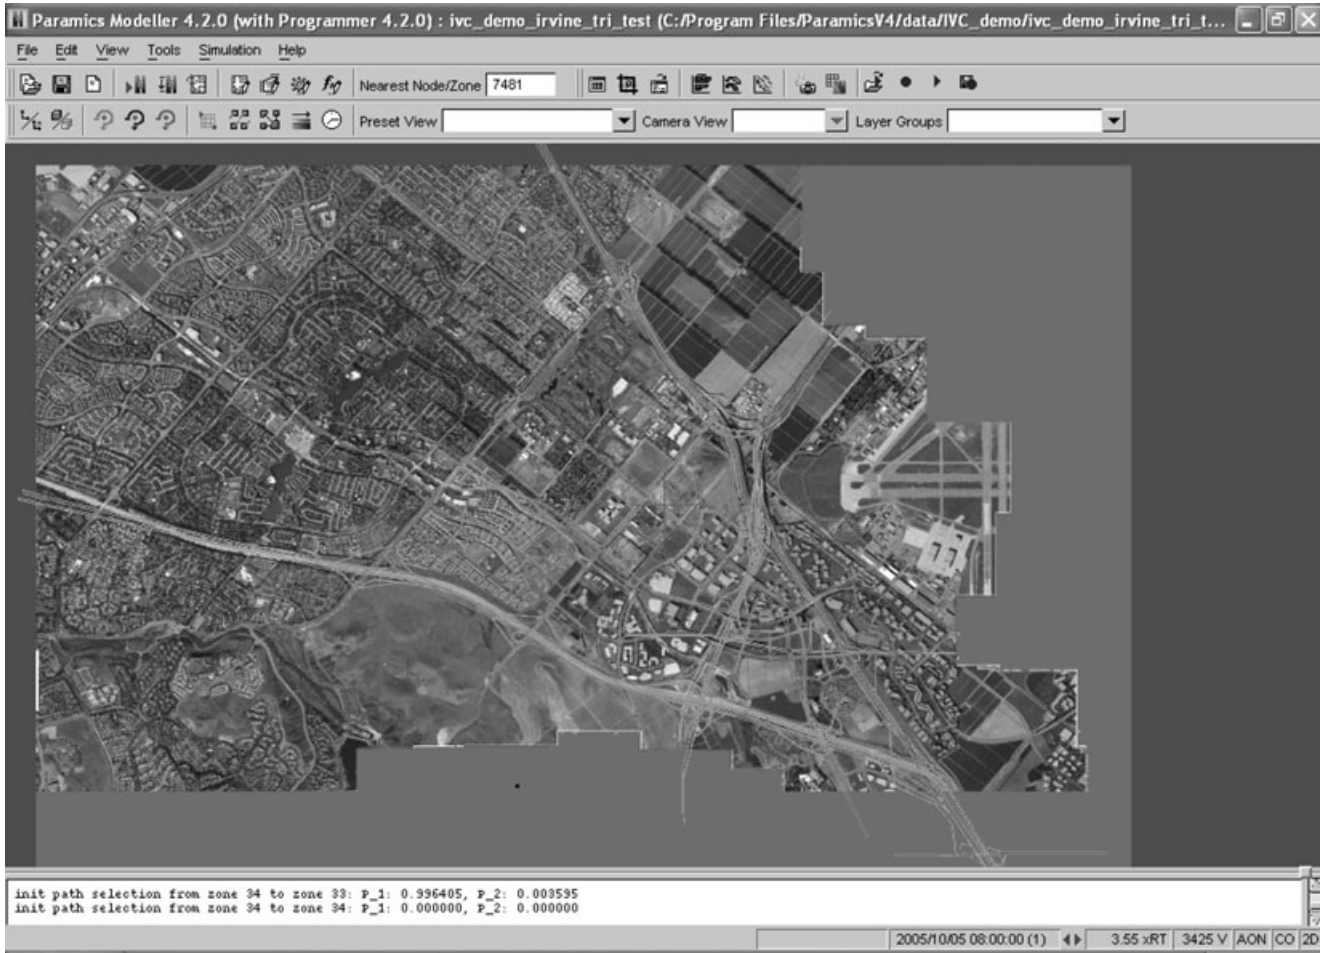 Paramics Modeller 4.2.0 (with Programmer 4.2.0) : ivc_demo_irvine_tri_test (C:/Program Files/ParamicsV4/data/IVC_demo/ivc_demo_irvine_tri_t...
File Edit View Tools Simulation Help
Nearest Node/Zone 7481
Preset View Camera View Layer Groups
init path selection from zone 34 to zone 33: P_1: 0.996405, P_2: 0.003595
init path selection from zone 34 to zone 34: P_1: 0.000000, P_2: 0.000000
2005/10/05 08:00:00 (1) 3.55 xRT 3425 V AON CO 2D